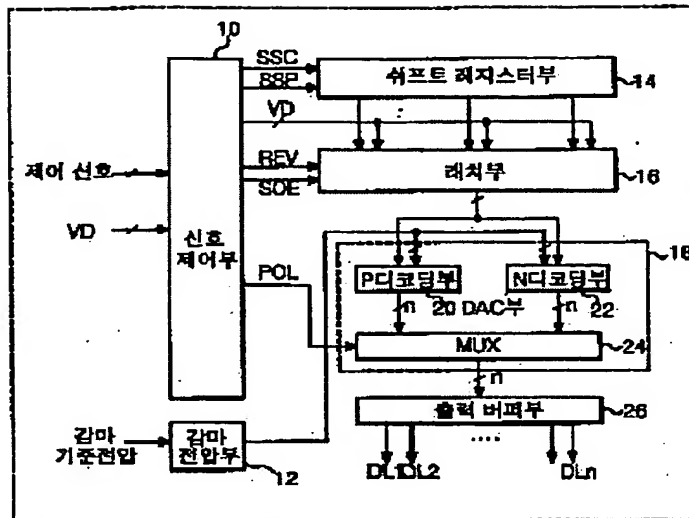 10
SSC
SSP
쉬프트 레지스터부
14
VD
제어 신호
REV
SOE
래치부
16
VD
신호
제어부
18
P디코딩부
N디코딩부
POL
n
20
DAC부
n
22
MUX
24
n
출력 버퍼부
26
감마
기준전압
감마
전압부
12
....
DL1
DL2
DLn